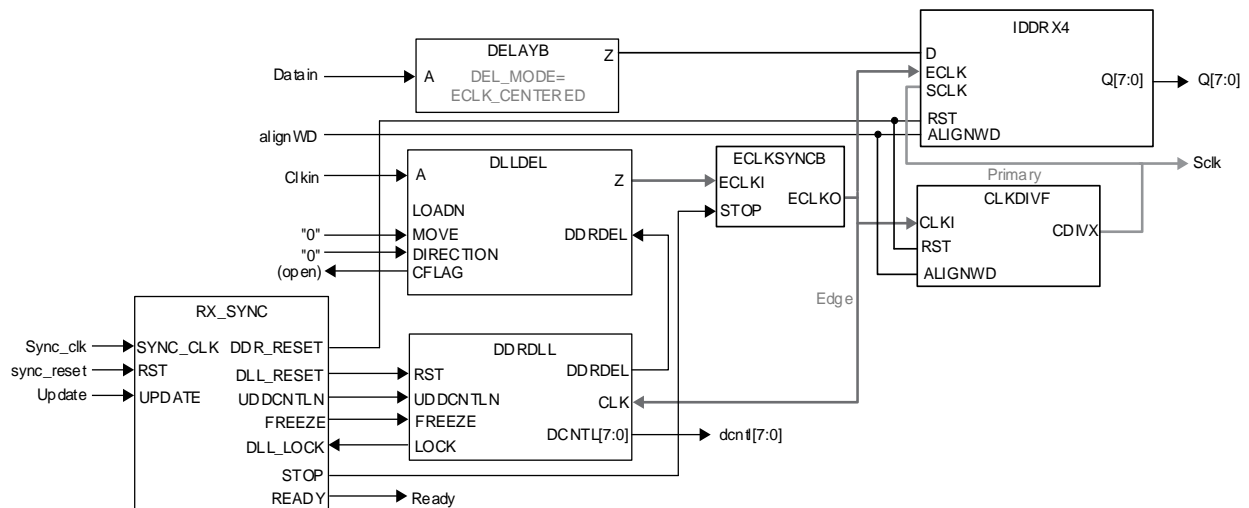 IDDRX4
DELAYB
Z
D
Datain
A
DEL_MODE=
ECLK_CENTERED
ECLK
SCLK
Q[7:0]
Q[7:0]
RST
alignWD
ALIGNWD
DLLDEL
ECLKSYNCB
Sclk
Clkin
A
Z
ECLKI
Primary
CLKDIVF
ECLKO
LOADN
STOP
CLKI
"0"
MOVE
DDRDEL
CDIVX
"0"
DIRECTION
RST
(open)
CFLAG
ALIGNWD
Edge
RX_SYNC
Sync_clk
SYNC_CLK
DDR_RESET
DDRDLL
sync_reset
RST
DLL_RESET
RST
DDRDEL
Update
UPDATE
UDDCNTLN
UDDCNTLN
CLK
FREEZE
FREEZE
DLL_LOCK
LOCK
DCNTL[7:0]
dcntl[7:0]
STOP
READY
Ready